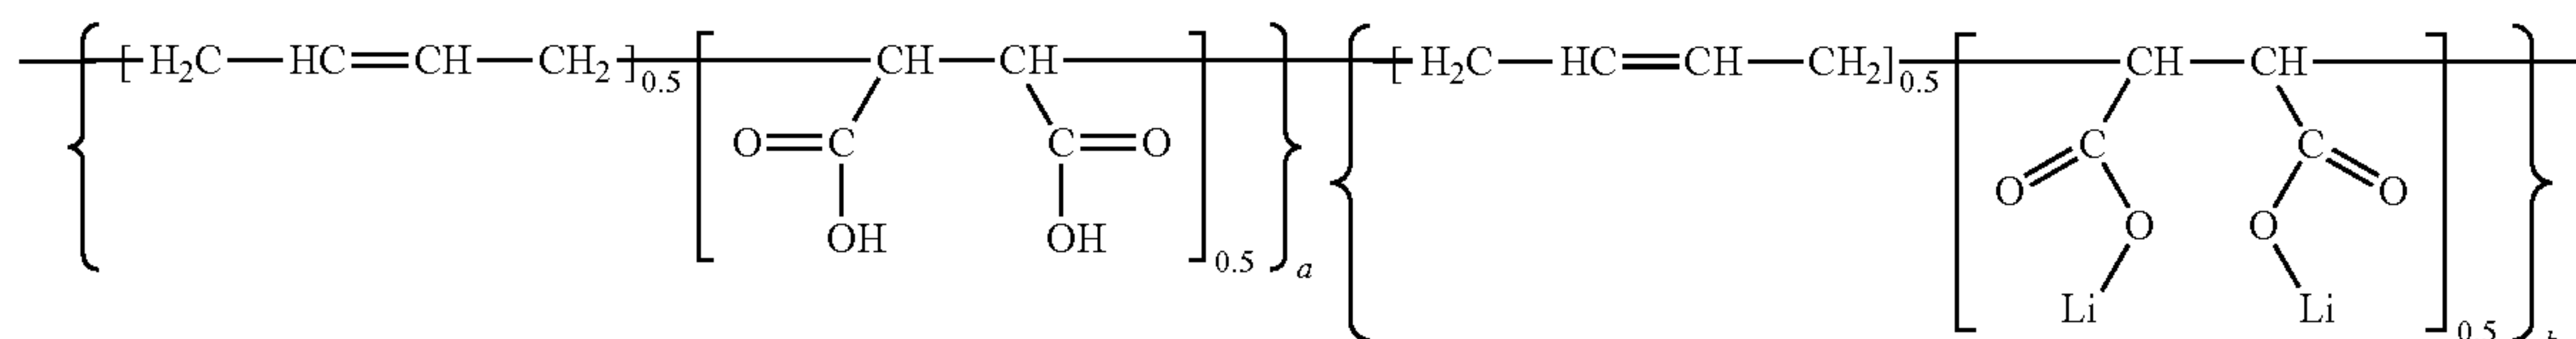 [H₂C—HC=CH—CH₂]0.5 [CH—CH]0.5 a [H₂C—HC=CH—CH₂]0.5 [CH—CH]
O=C C=O C C
O O
OH OH O O
Li Li
0.5